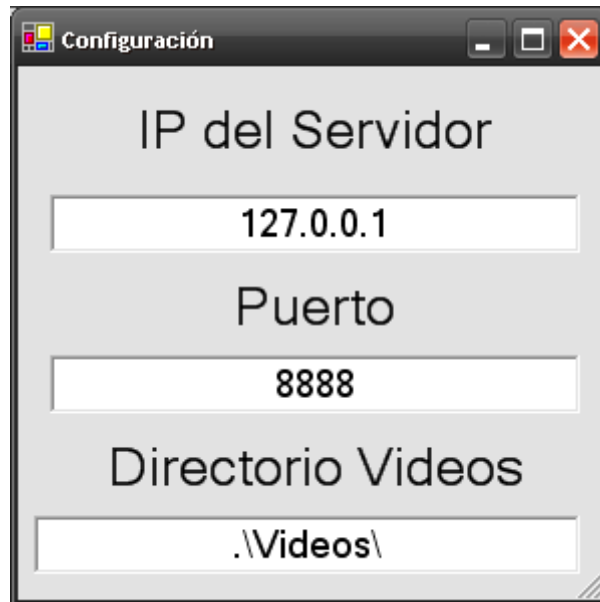 Configuración
IP del Servidor
127.0.0.1
Puerto
8888
Directorio Videos
.\Videos\